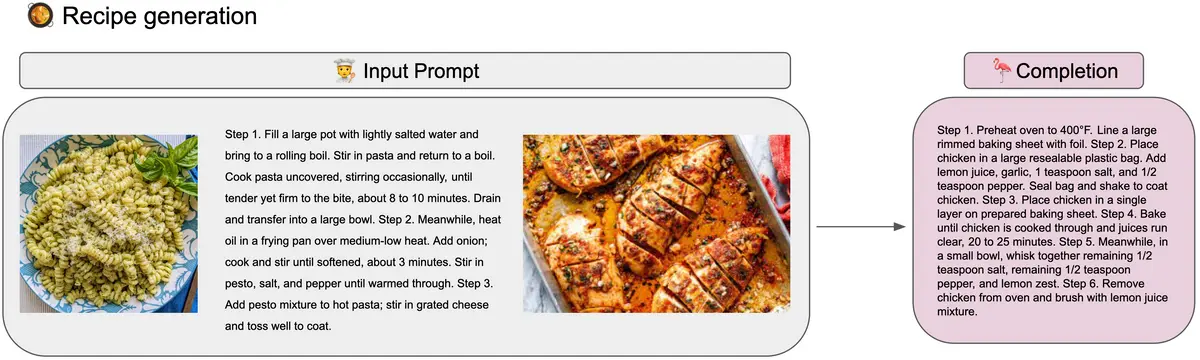 Recipe generation
Input Prompt
Step 1. Fill a large pot with lightly salted water and
bring to a rolling boil. Stir in pasta and return to a boil.
Cook pasta uncovered, stirring occasionally, until
tender yet firm to the bite, about 8 to 10 minutes. Drain
and transfer into a large bowl. Step 2. Meanwhile, heat
oil in a frying pan over medium-low heat. Add onion;
cook and stir until softened, about 3 minutes. Stir in
pesto, salt, and pepper until warmed through. Step 3.
Add pesto mixture to hot pasta; stir in grated cheese
and toss well to coat.
Completion
Step 1. Preheat oven to 400°F. Line a large
rimmed baking sheet with foil. Step 2. Place
chicken in a large resealable plastic bag. Add
lemon juice, garlic, 1 teaspoon salt, and 1/2
teaspoon pepper. Seal bag and shake to coat
chicken. Step 3. Place chicken in a single
layer on prepared baking sheet. Step 4. Bake
until chicken is cooked through and juices run
clear, 20 to 25 minutes. Step 5. Meanwhile, in
a small bowl, whisk together remaining 1/2
teaspoon salt, remaining 1/2 teaspoon
pepper, and lemon zest. Step 6. Remove
chicken from oven and brush with lemon juice
mixture.